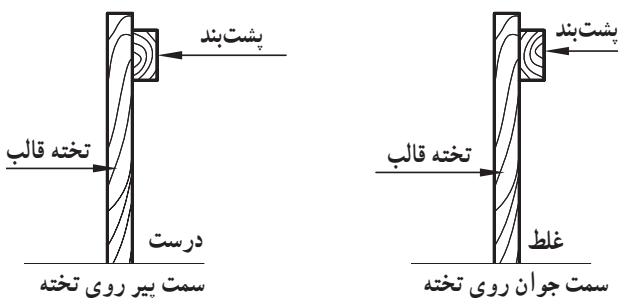 پشت‌بند
تخته قالب
غلط
سمت جوان روی تخته
پشت‌بند
تخته قالب
درست
سمت پیر روی تخته